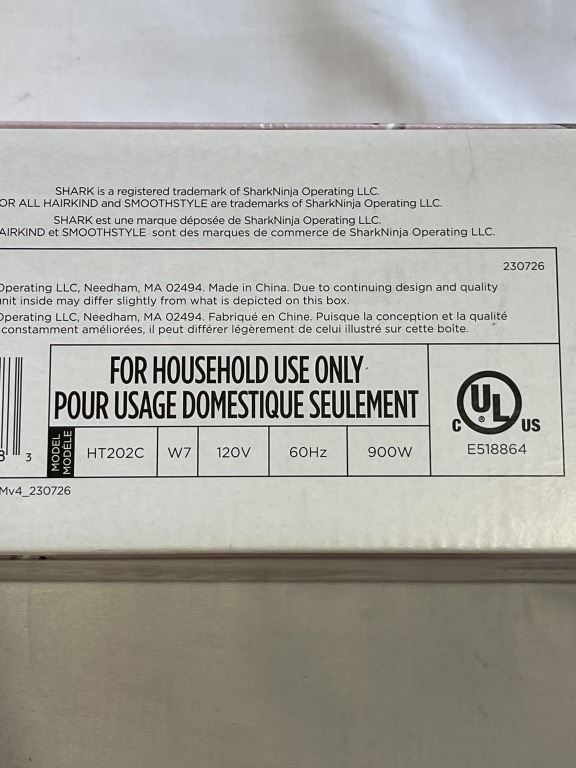 SHARK is a registered trademark of SharkNinja Operating LLC.
OR ALL HAIRKIND and SMOOTHSTYLE are trademarks of SharkNinja Operating LLC.
SHARK est une marque déposée de SharkNinja Operating LLC.
AIRKIND et SMOOTHSTYLE sont des marques de commerce de SharkNinja Operating LLC.
230726
Operating LLC, Needham, MA 02494. Made in China. Due to continuing design and quality
unit inside may differ slightly from what is depicted on this box.
Operating LLC, Needham, MA 02494. Fabriqué en Chine. Puisque la conception et la qualité
constamment améliorées, il peut différer légèrement de celui illustré sur cette boîte.
FOR HOUSEHOLD USE ONLY
POUR USAGE DOMESTIQUE SEULEMENT
MODEL
MODÈLE
HT202C W7 120V 60Hz 900W
C UL ® US
E518864
8 3
Mv4_230726